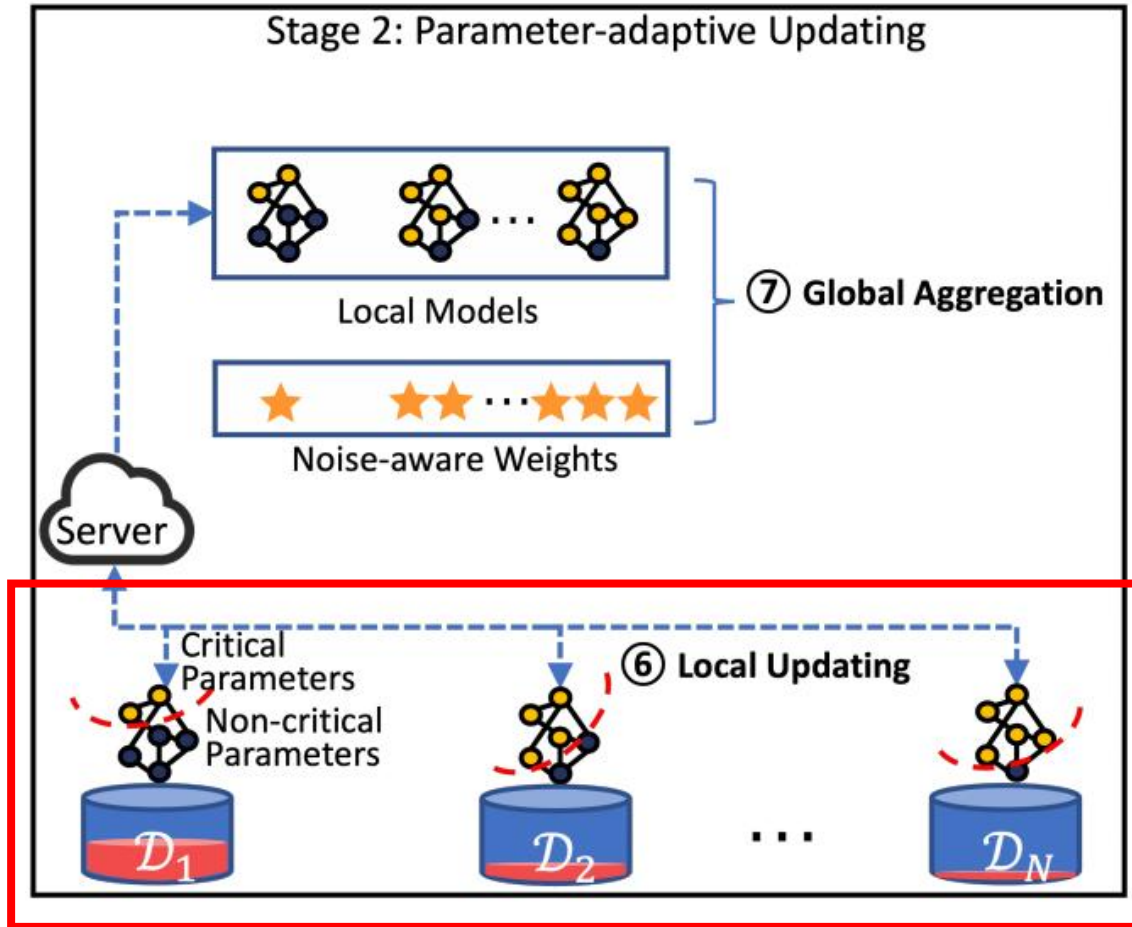 Stage 2: Parameter-adaptive Updating
...
Local Models
⑦ Global Aggregation
...
Noise-aware Weights
Server
Critical
Parameters
Non-critical
Parameters
⑥ Local Updating
𝒟₁
𝒟₂
...
𝒟_N